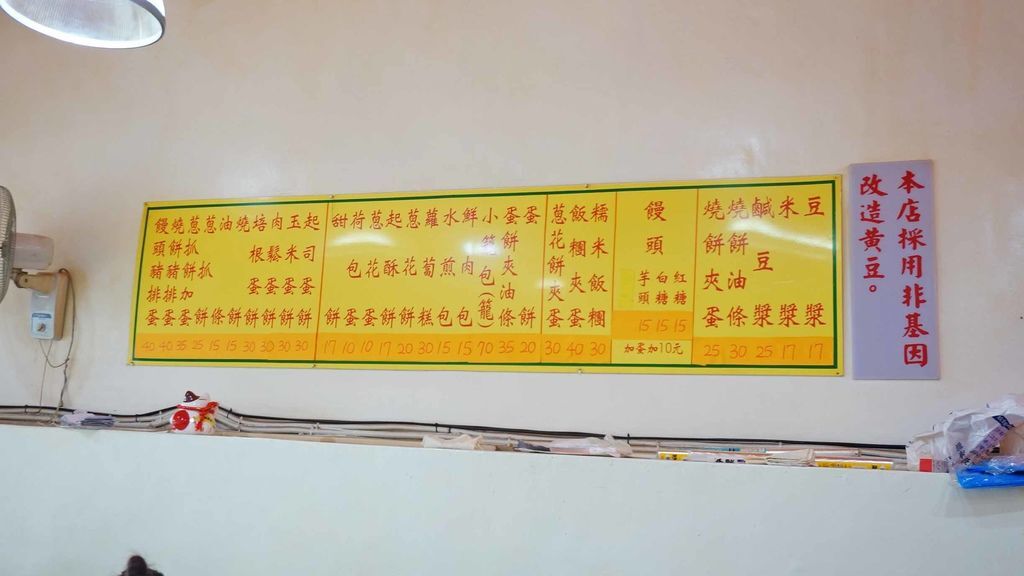 本店採用非基因
改造黃豆。
豆漿 17
米漿 17
鹹豆漿 25
燒餅油條 30
燒餅夾蛋 25
饅頭
紅糖 15
白糖 15
芋頭 15
加蛋加10元
糯米飯糰 30
飯糰夾蛋 40
蔥花餅夾蛋 30
蛋餅 20
蛋餅夾油條 35
小籠包(籠) 70
鮮肉包 15
水煎包 15
蘿蔔糕 30
蔥花餅 20
起酥餅 17
蔥花蛋 10
荷包蛋 10
甜餅 17
起司蛋餅 30
玉米蛋餅 30
肉鬆蛋餅 30
培根蛋餅 30
燒餅 15
油條 15
蔥抓餅 25
蔥抓餅加蛋 35
燒餅豬排蛋 40
饅頭豬排蛋 40